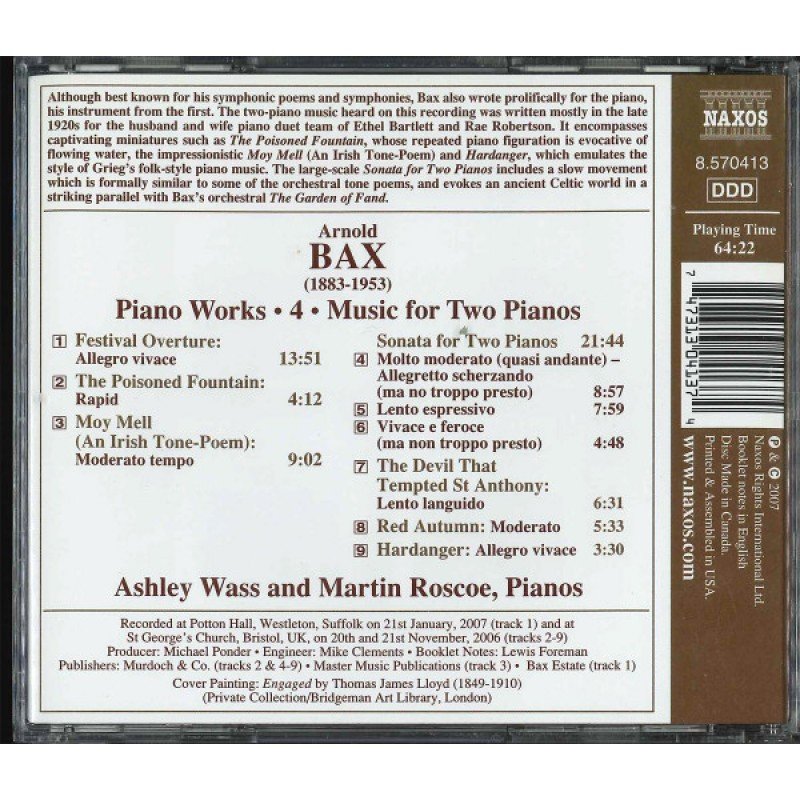 Although best known for his symphonic poems and symphonies, Bax also wrote prolifically for the piano,
his instrument from the first. The two-piano music heard on this recording was written mostly in the late
1920s for the husband and wife piano duet team of Ethel Bartlett and Rae Robertson. It encompasses
captivating miniatures such as The Poisoned Fountain, whose repeated piano figuration is evocative of
flowing water, the impressionistic Moy Mell (An Irish Tone-Poem) and Hardanger, which emulates the
style of Grieg's folk-style piano music. The large-scale Sonata for Two Pianos includes a slow movement
which is formally similar to some of the orchestral tone poems, and evokes an ancient Celtic world in a
striking parallel with Bax's orchestral The Garden of Fand.
Arnold
BAX
(1883-1953)
Piano Works • 4 • Music for Two Pianos
1 Festival Overture:
Allegro vivace 13:51
2 The Poisoned Fountain:
Rapid 4:12
3 Moy Mell
(An Irish Tone-Poem):
Moderato tempo 9:02
Sonata for Two Pianos 21:44
4 Molto moderato (quasi andante) –
Allegretto scherzando
(ma no troppo presto) 8:57
5 Lento espressivo 7:59
6 Vivace e feroce
(ma non troppo presto) 4:48
7 The Devil That
Tempted St Anthony:
Lento languido 6:31
8 Red Autumn: Moderato 5:33
9 Hardanger: Allegro vivace 3:30
Ashley Wass and Martin Roscoe, Pianos
Recorded at Potton Hall, Westleton, Suffolk on 21st January, 2007 (track 1) and at
St George's Church, Bristol, UK, on 20th and 21st November, 2006 (tracks 2-9)
Producer: Michael Ponder • Engineer: Mike Clements • Booklet Notes: Lewis Foreman
Publishers: Murdoch & Co. (tracks 2 & 4-9) • Master Music Publications (track 3) • Bax Estate (track 1)
Cover Painting: Engaged by Thomas James Lloyd (1849-1910)
(Private Collection/Bridgeman Art Library, London)
NAXOS
8.570413
DDD
Playing Time
64:22
7 47313 04137 4
www.naxos.com
℗ & © 2007
Naxos Rights International Ltd.
Booklet notes in English
Disc Made in Canada.
Printed & Assembled in USA.